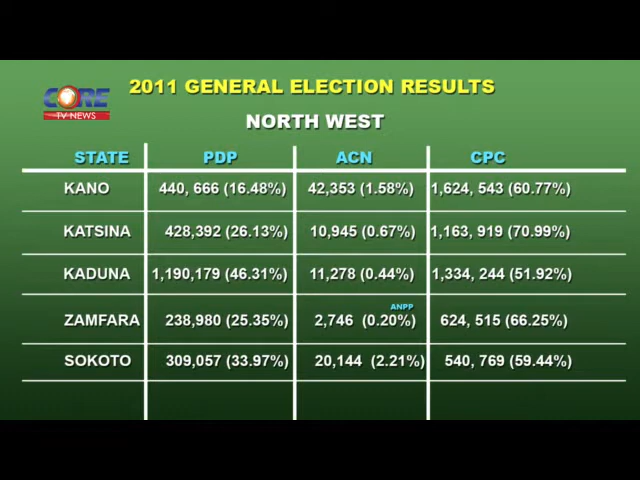 CORE
TV NEWS
2011 GENERAL ELECTION RESULTS
NORTH WEST
STATE PDP ACN CPC
KANO 440, 666 (16.48%) 42,353 (1.58%) 1,624, 543 (60.77%)
KATSINA 428,392 (26.13%) 10,945 (0.67%) 1,163, 919 (70.99%)
KADUNA 1,190,179 (46.31%) 11,278 (0.44%) 1,334, 244 (51.92%)
ANPP
ZAMFARA 238,980 (25.35%) 2,746 (0.20%) 624, 515 (66.25%)
SOKOTO 309,057 (33.97%) 20,144 (2.21%) 540, 769 (59.44%)